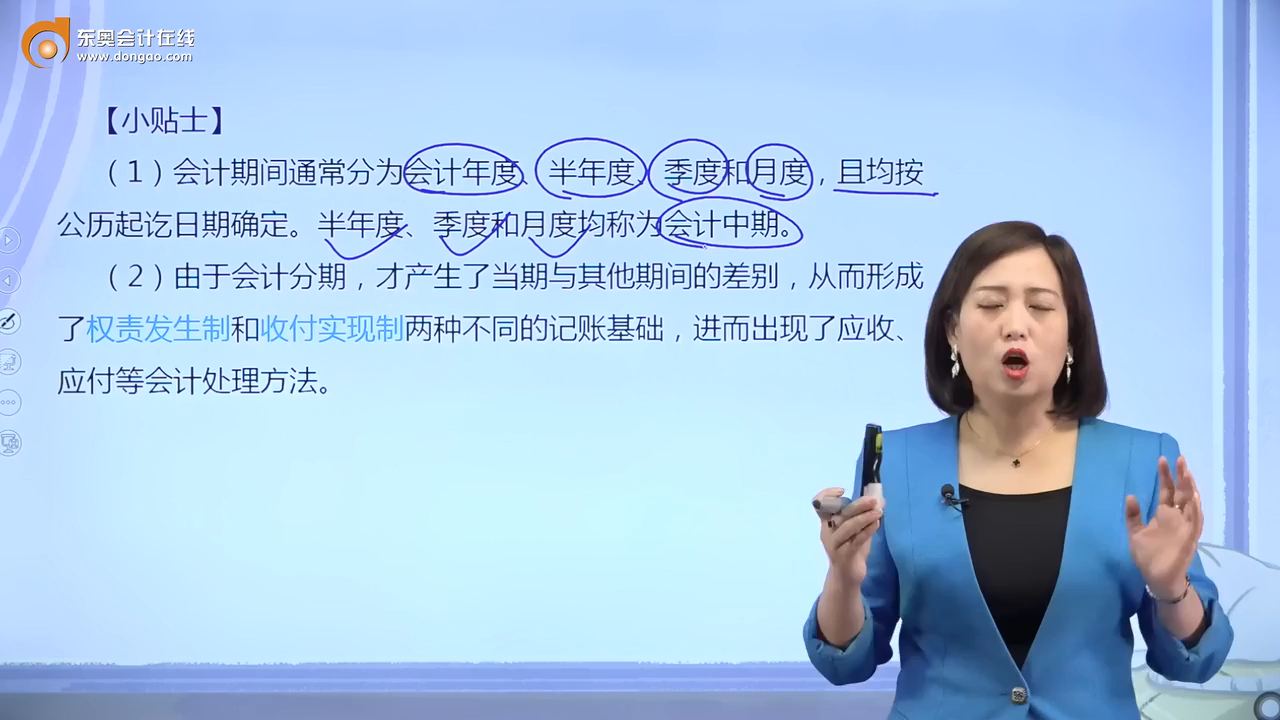 东奥会计在线
www.dongao.com
【小贴士】
（1）会计期间通常分为会计年度、半年度、季度和月度，且均按
公历起讫日期确定。半年度、季度和月度均称为会计中期。
（2）由于会计分期，才产生了当期与其他期间的差别，从而形成
了权责发生制和收付实现制两种不同的记账基础，进而出现了应收、
应付等会计处理方法。